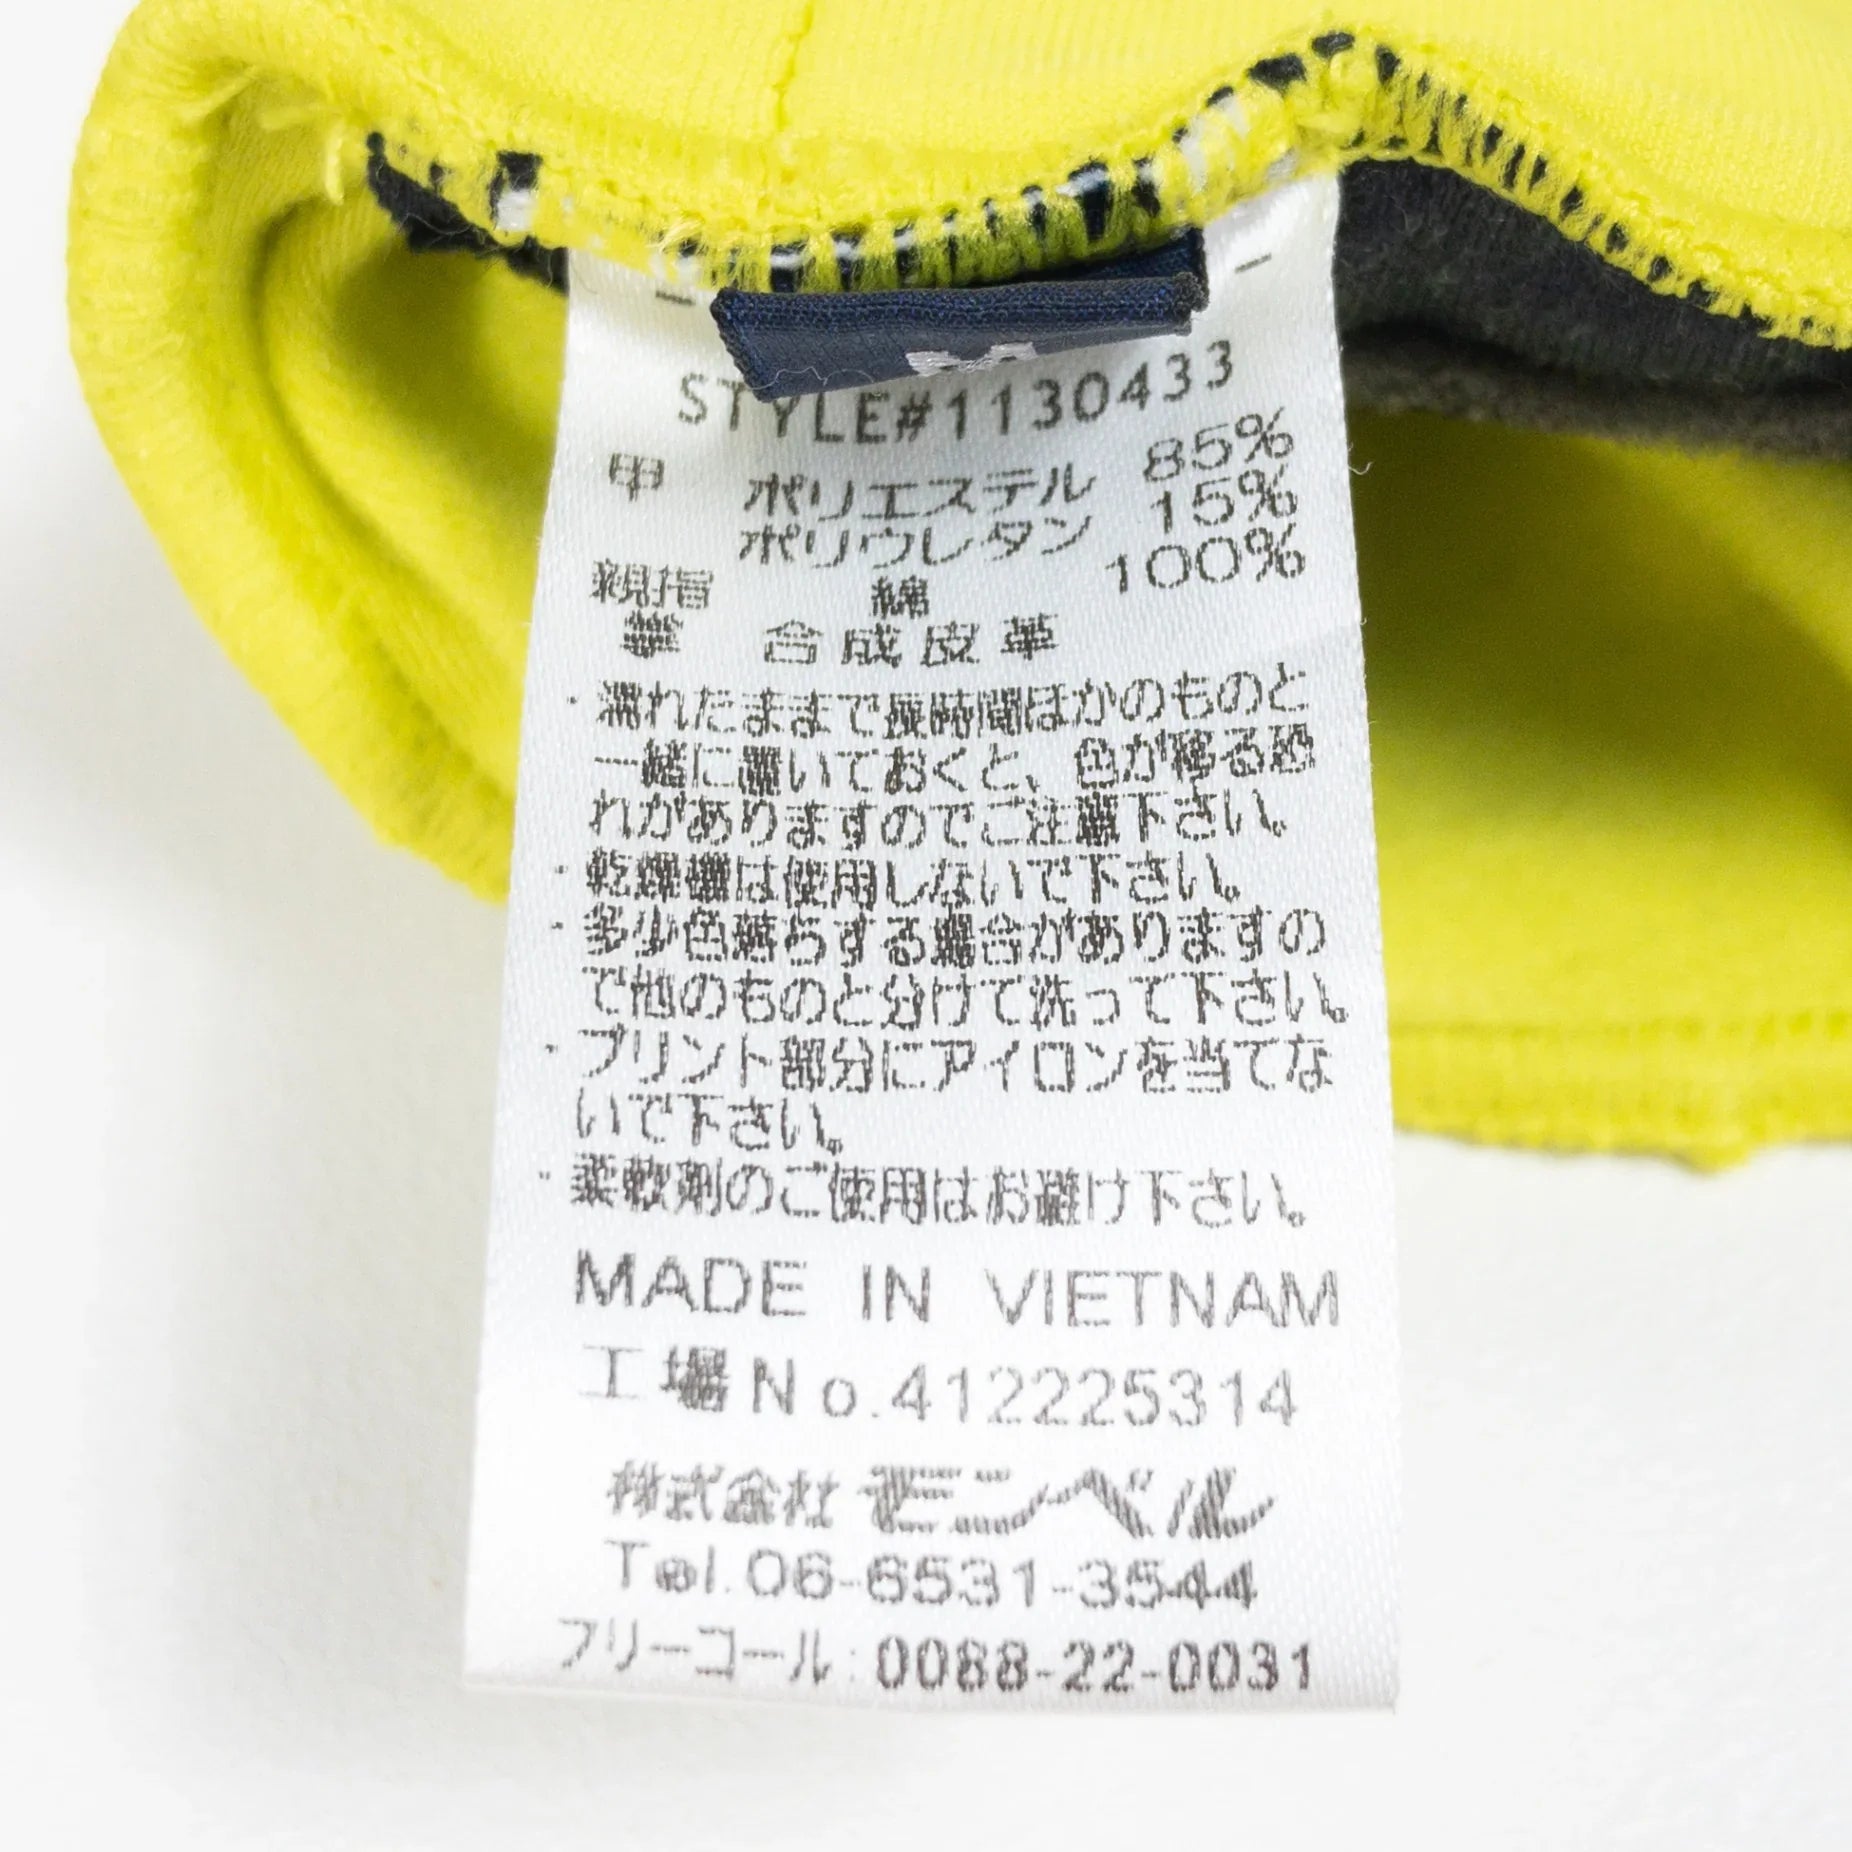 M
STYLE#1130433
甲 ポリエステル 85%
ポリウレタン 15%
親指 綿 100%
掌 合成皮革
・濡れたままで長時間ほかのものと
一緒に置いておくと、色が移る恐
れがありますのでご注意下さい。
・乾燥機は使用しないで下さい。
・多少色落ちする場合がありますの
で他のものと分けて洗って下さい。
・プリント部分にアイロンを当てな
いで下さい。
・柔軟剤のご使用はお避け下さい。
MADE IN VIETNAM
工場No.412225314
株式会社 モンベル
Tel.06-6531-3544
フリーコール:0088-22-0031